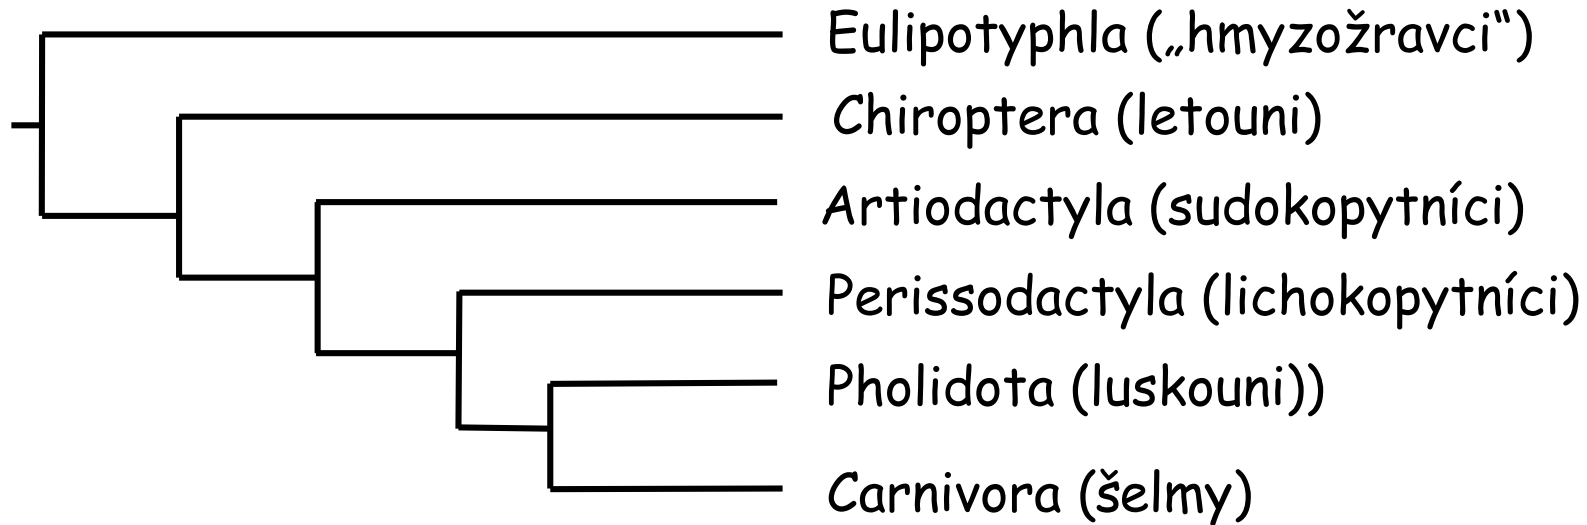 Eulipotyphla („hmyzožravci“)
Chiroptera (letouni)
Artiodactyla (sudokopytníci)
Perissodactyla (lichokopytníci)
Pholidota (luskouni))
Carnivora (šelmy)